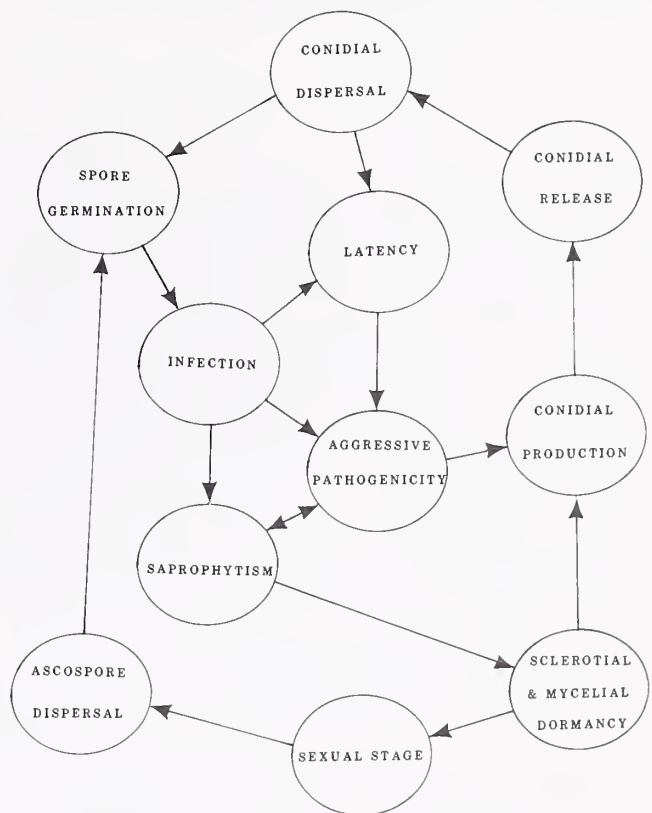 CONIDIAL
DISPERSAL
SPORE
GERMINATION
CONIDIAL
RELEASE
LATENCY
INFECTION
AGGRESSIVE
PATHOGENICITY
CONIDIAL
PRODUCTION
SAPROPHYTISM
ASCOSPORE
DISPERSAL
SCLEROTIAL
& MYCELIAL
DORMANCY
SEXUAL STAGE